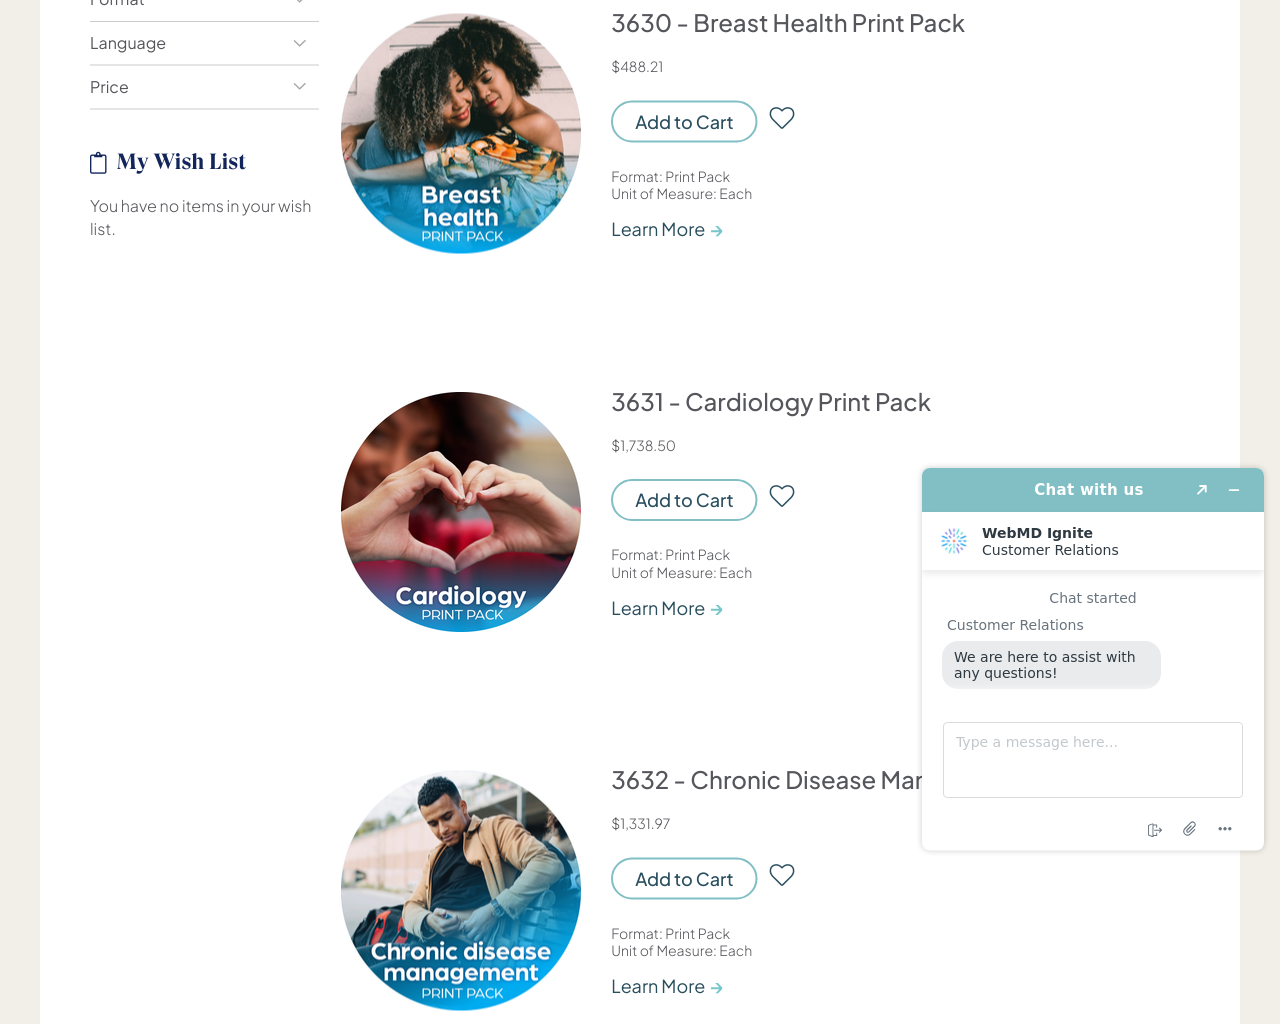 Format
Language
Price
My Wish List
You have no items in your wish
list.
Breast
health
PRINT PACK
3630 - Breast Health Print Pack
$488.21
Add to Cart
Format: Print Pack
Unit of Measure: Each
Learn More →
Cardiology
PRINT PACK
3631 - Cardiology Print Pack
$1,738.50
Add to Cart
Format: Print Pack
Unit of Measure: Each
Learn More →
Chronic disease
management
PRINT PACK
3632 - Chronic Disease Mar
$1,331.97
Add to Cart
Format: Print Pack
Unit of Measure: Each
Learn More →
Chat with us
WebMD Ignite
Customer Relations
Chat started
Customer Relations
We are here to assist with
any questions!
Type a message here...